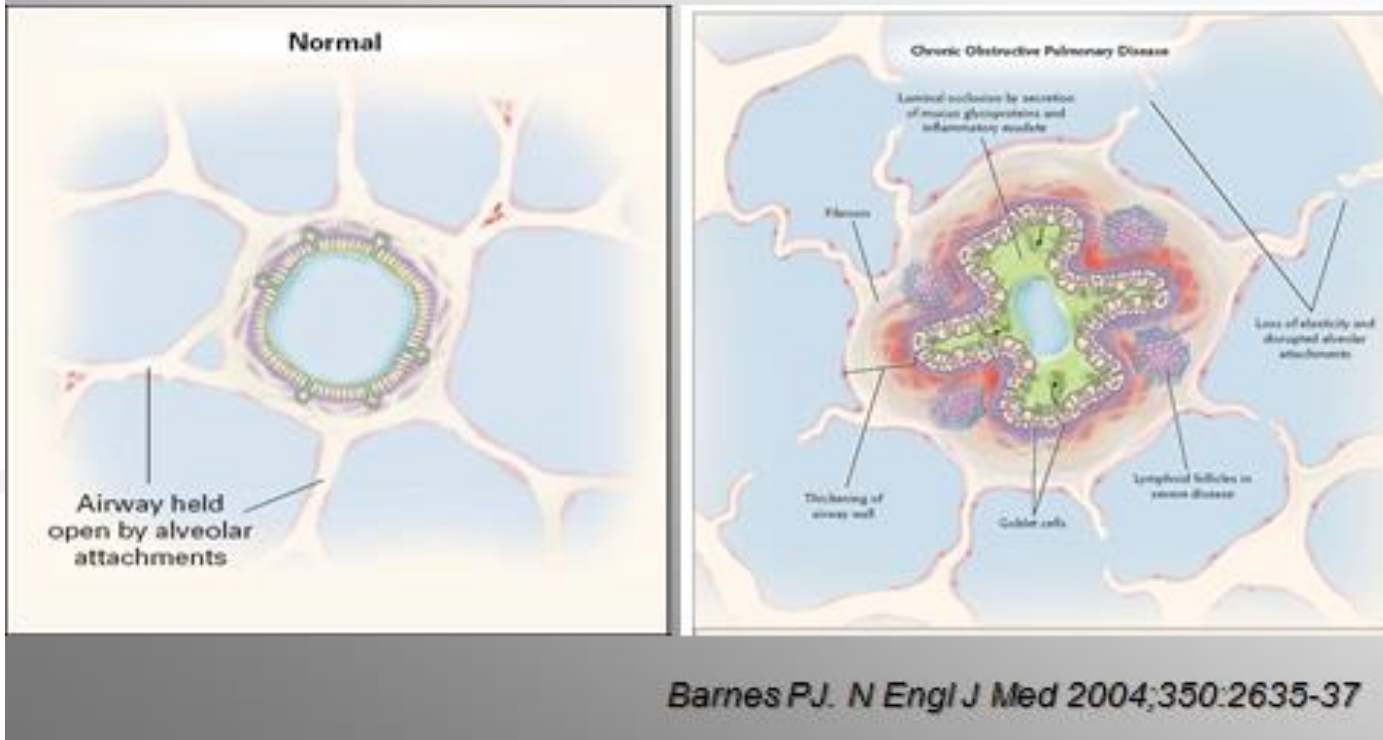 Normal
Airway held
open by alveolar
attachments
Chronic Obstructive Pulmonary Disease
Luminal occlusion by secretion
of mucus glycoproteins and
inflammatory exudate
Fibrosis
Loss of elasticity and
disrupted alveolar
attachments
Thickening of
airway wall
Goblet cells
Lymphoid follicles in
severe disease
Barnes PJ. N Engl J Med 2004;350:2635-37